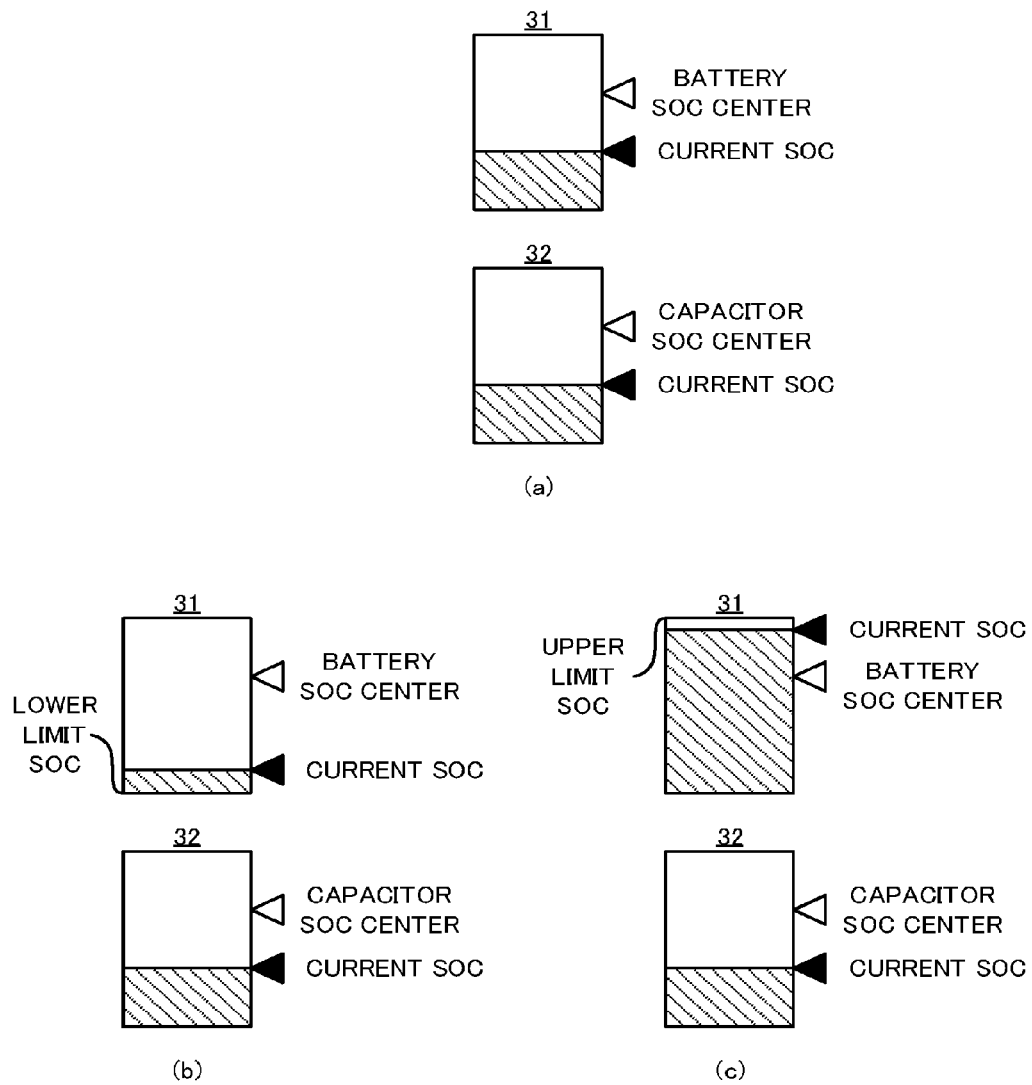 31
BATTERY
SOC CENTER
CURRENT SOC
32
CAPACITOR
SOC CENTER
CURRENT SOC
(a)
31
BATTERY
SOC CENTER
LOWER
LIMIT
SOC
CURRENT SOC
32
CAPACITOR
SOC CENTER
CURRENT SOC
(b)
31
UPPER
LIMIT
SOC
CURRENT SOC
BATTERY
SOC CENTER
32
CAPACITOR
SOC CENTER
CURRENT SOC
(c)